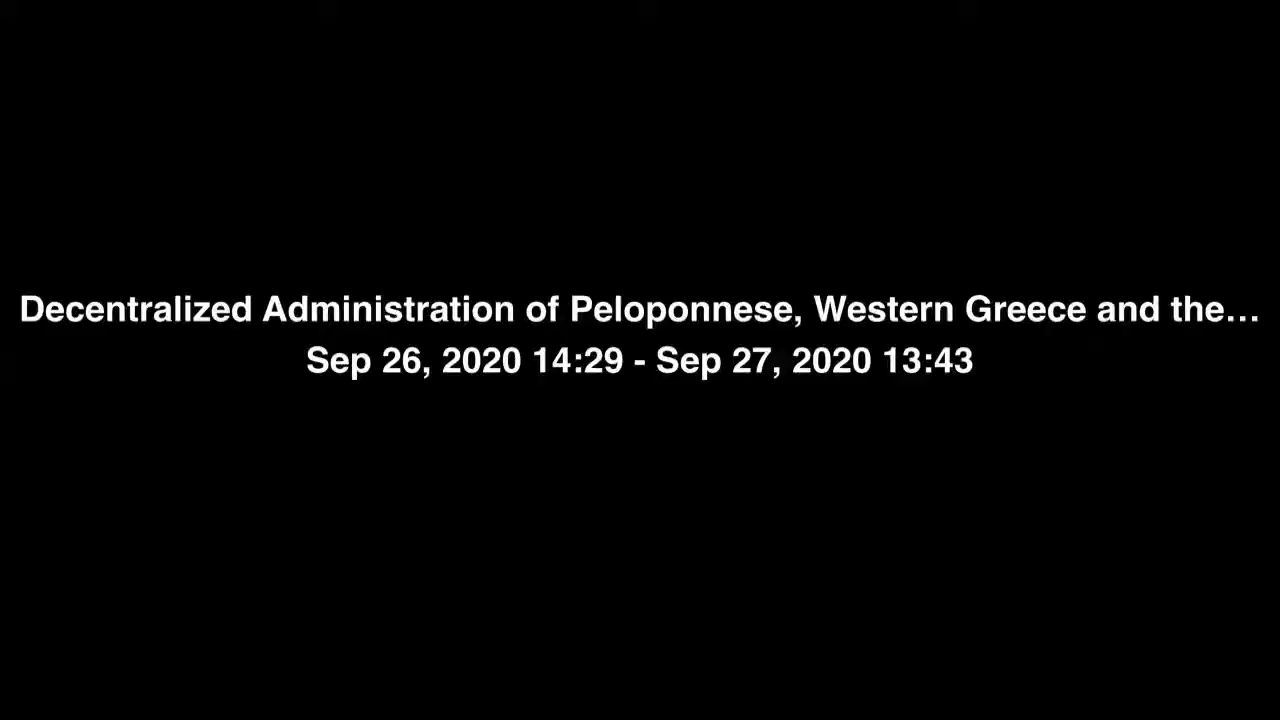 Decentralized Administration of Peloponnese, Western Greece and the…
Sep 26, 2020 14:29 - Sep 27, 2020 13:43